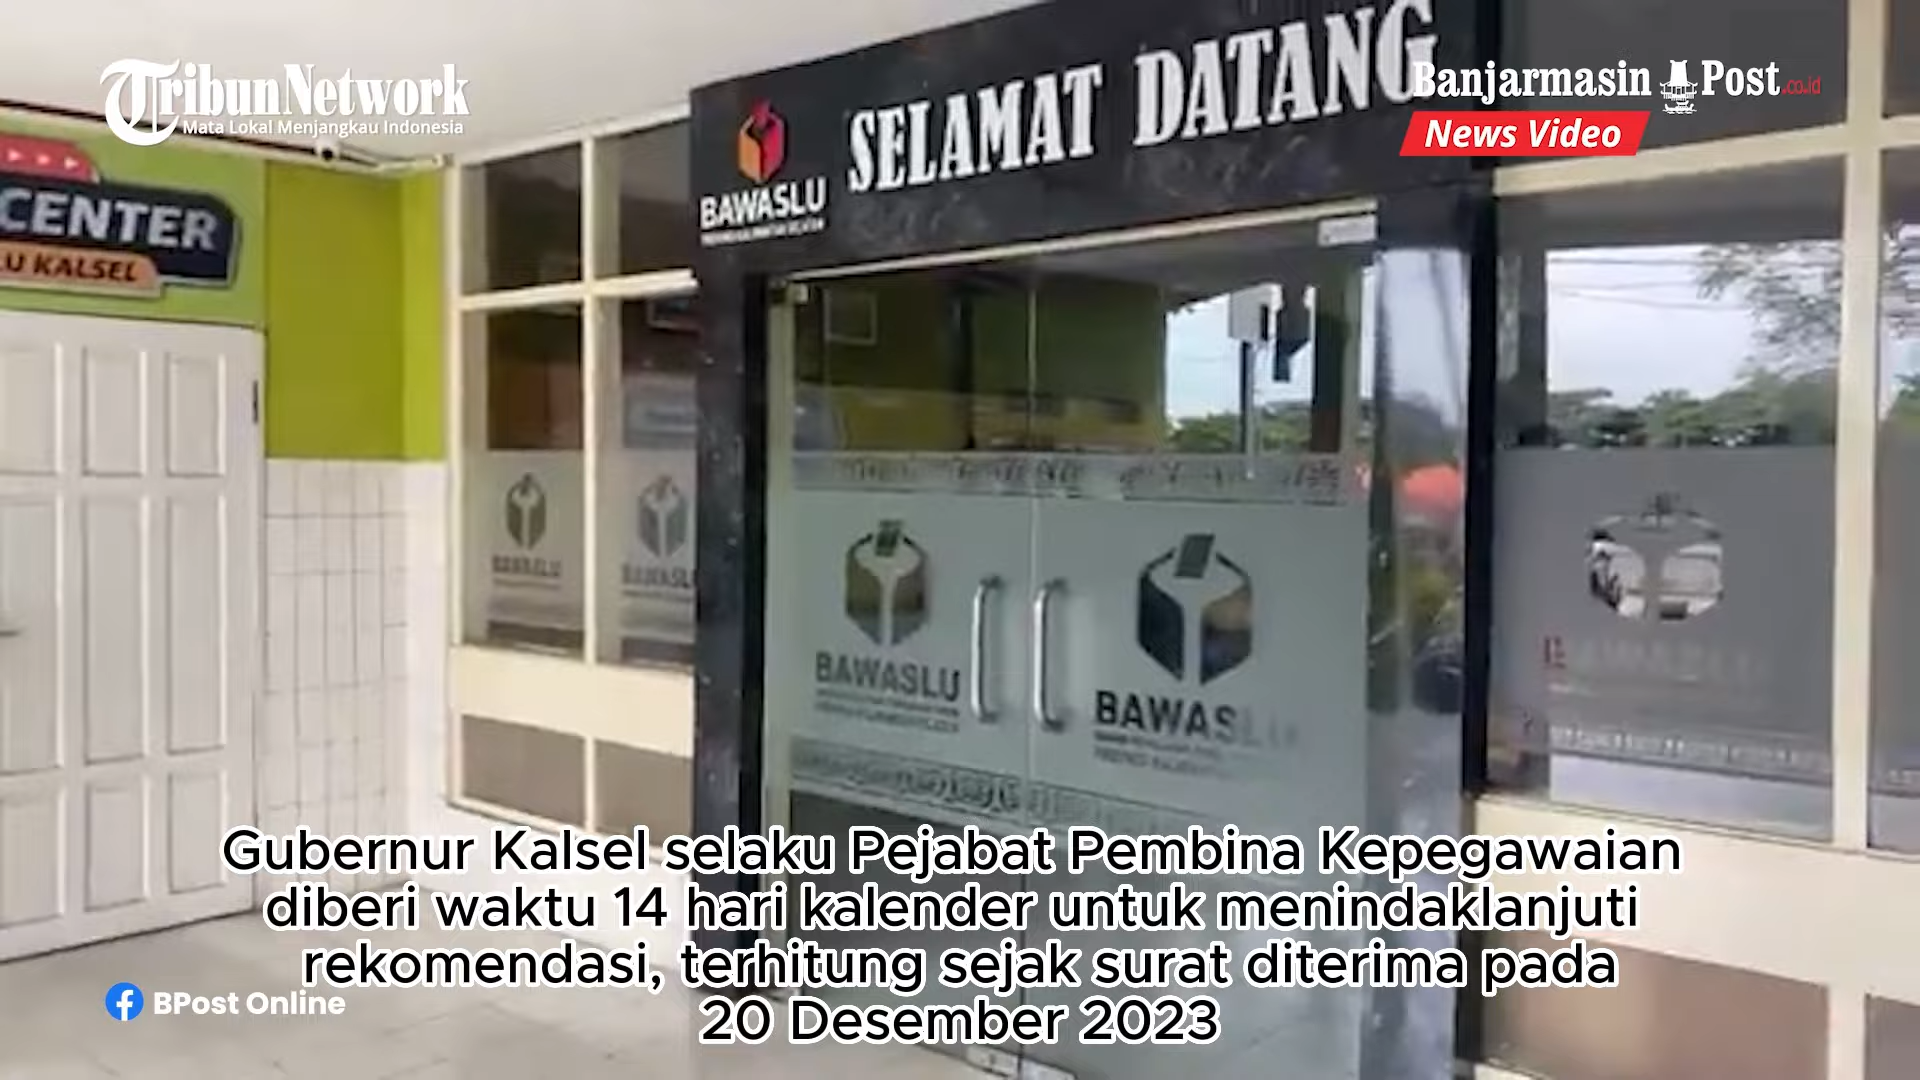 TribunNetwork
Mata Lokal Menjangkau Indonesia
SELAMAT DATANG
Banjarmasin Post.co.id
News Video
BAWASLU
CENTER
LU KALSEL
BAWASLU
BAWASLU
BAWASLU
BAWASLU
Gubernur Kalsel selaku Pejabat Pembina Kepegawaian
diberi waktu 14 hari kalender untuk menindaklanjuti
rekomendasi, terhitung sejak surat diterima pada
20 Desember 2023
BPost Online